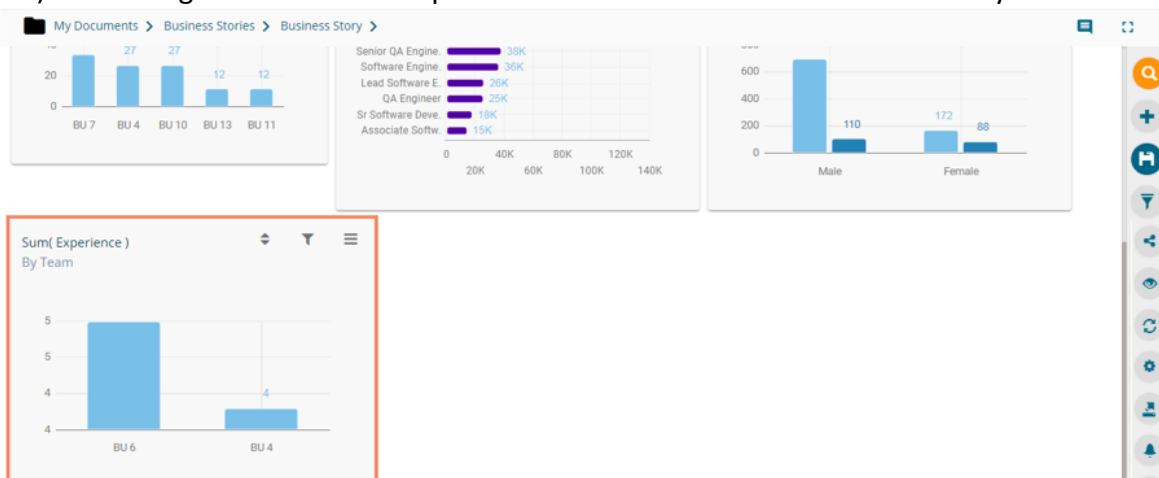 My Documents > Business Stories > Business Story >
27 27 12 12
20
0
BU 7 BU 4 BU 10 BU 13 BU 11
Senior QA Engine. 38K
Software Engine. 36K
Lead Software E. 26K
QA Engineer 25K
Sr Software Deve. 18K
Associate Softw. 15K
0 40K 80K 120K
20K 60K 100K 140K
600
400
200
0
110 172 88
Male Female
Sum( Experience )
By Team
5
5
4
4
4
BU 6 BU 4